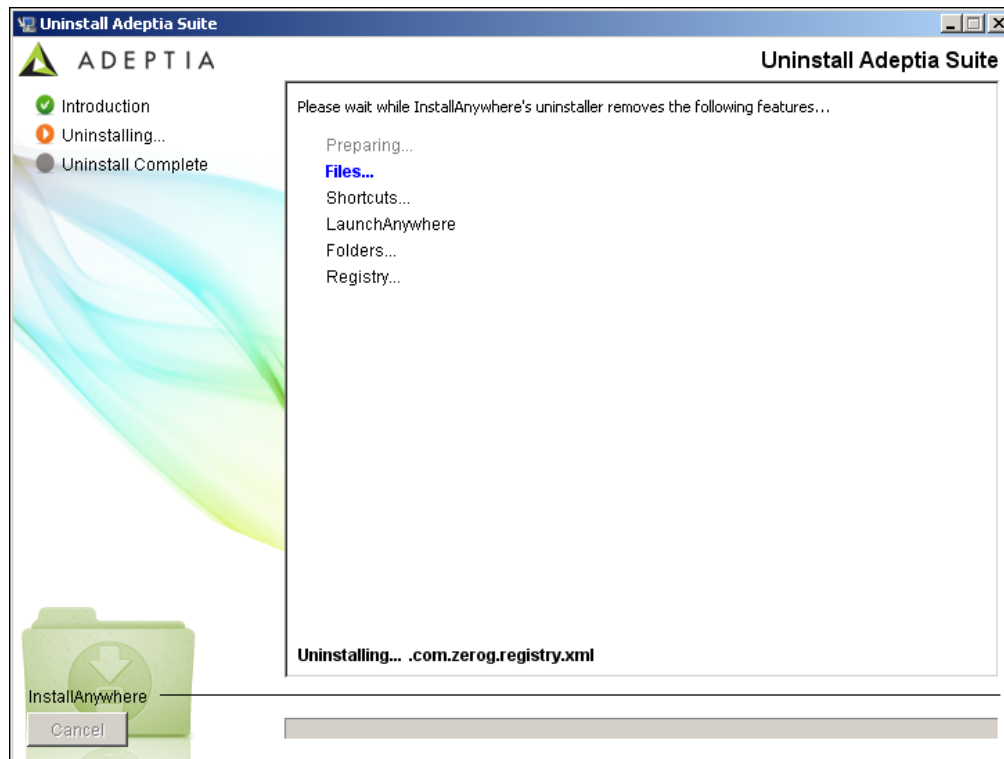 Uninstall Adeptia Suite
ADEPTIA
Uninstall Adeptia Suite
Introduction
Uninstalling...
Uninstall Complete
Please wait while InstallAnywhere's uninstaller removes the following features...
Preparing...
Files...
Shortcuts...
LaunchAnywhere
Folders...
Registry...
Uninstalling... .com.zerog.registry.xml
InstallAnywhere
Cancel